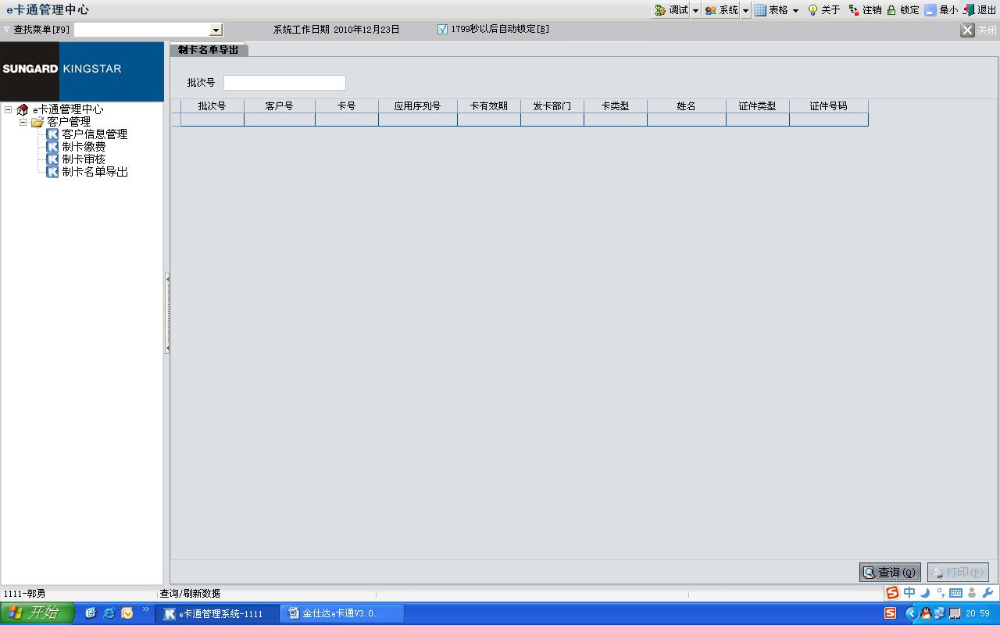 e卡通管理中心
调试 系统 表格 关于 注销 锁定 最小 退出
查找菜单[F9] 系统工作日期 2010年12月23日 1799秒以后自动锁定[B] 关闭
SUNGARD KINGSTAR
制卡名单导出
批次号
批次号 客户号 卡号 应用序列号 卡有效期 发卡部门 卡类型 姓名 证件类型 证件号码
e卡通管理中心
客户管理
客户信息管理
制卡缴费
制卡审核
制卡名单导出
查询(Q) 打印(P)
1111-郭勇 查询/刷新数据
中
开始 e卡通管理系统-1111 金仕达e卡通V3.0... 20:59